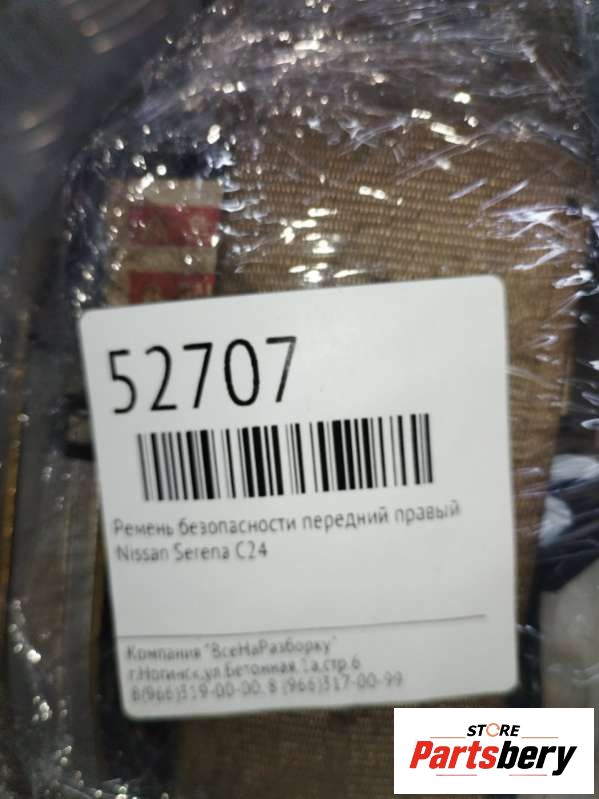 52707
Ремень безопасности передний правый
Nissan Serena C24
Компания "ВсеНаРазборку"
г.Ногинск,ул.Бетонная,1а,стр.6
8(966)319-00-00, 8 (966)317-00-99
STORE
Partsbery